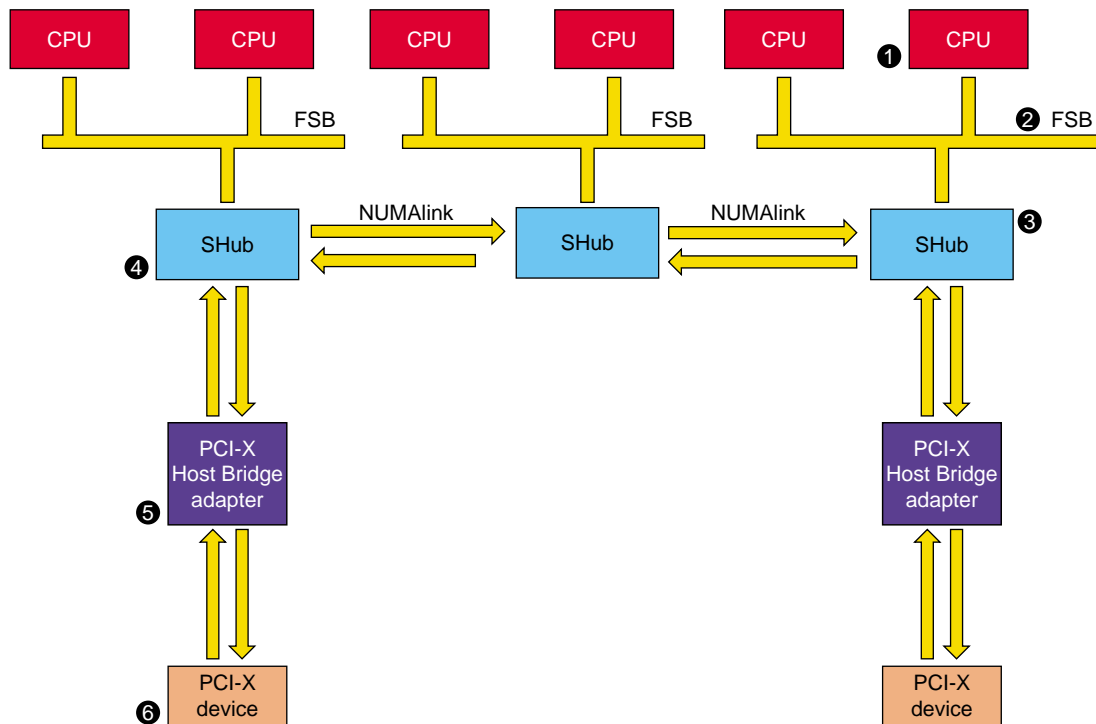 CPU
CPU
CPU
CPU
CPU
❶ CPU
FSB
FSB
❷ FSB
NUMAlink
NUMAlink
SHub
SHub
SHub
❸
❹
PCI-X
Host Bridge
adapter
❺
PCI-X
Host Bridge
adapter
PCI-X
device
❻
PCI-X
device